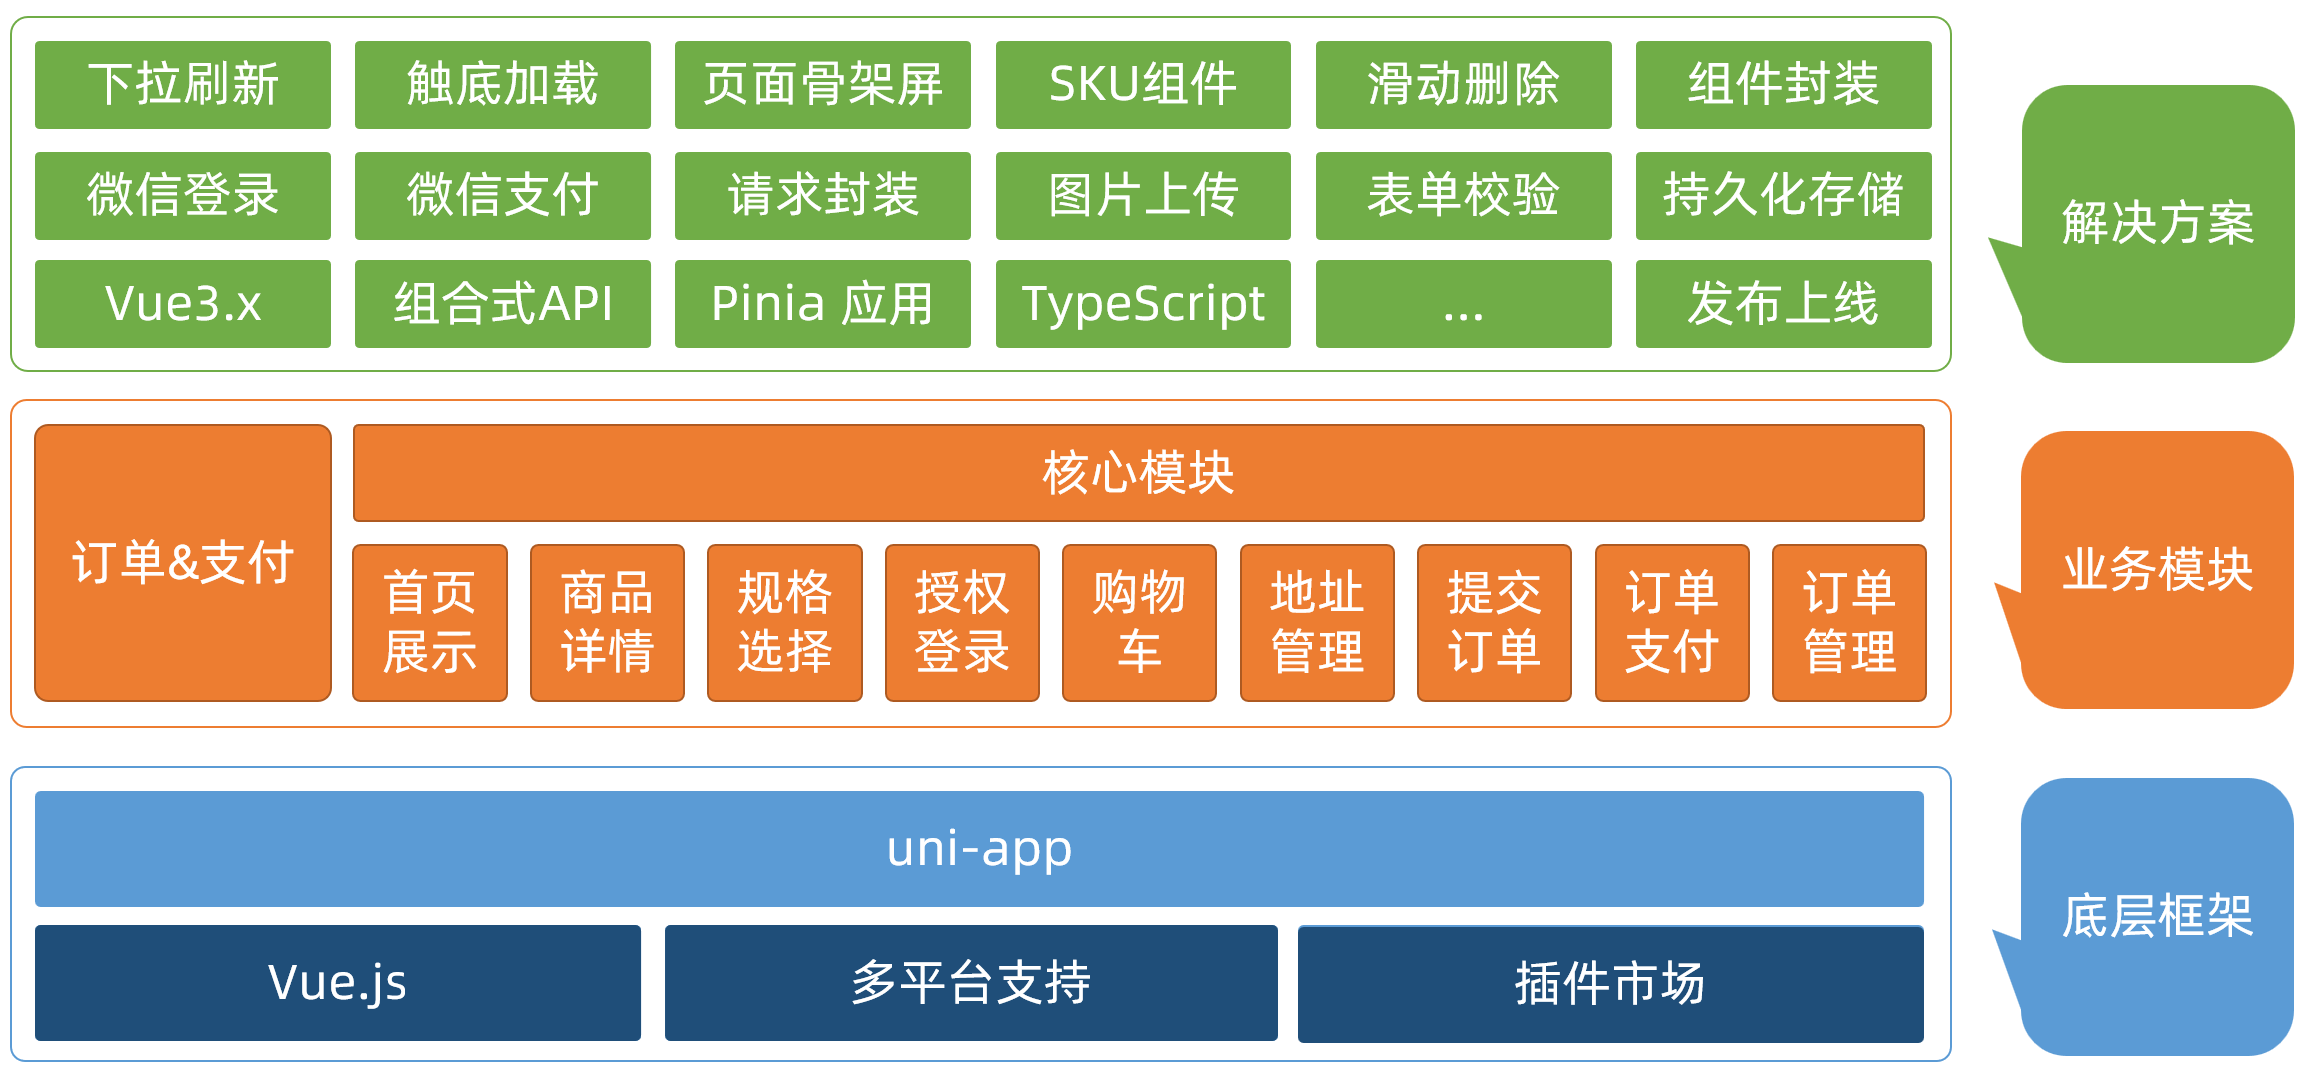 下拉刷新
触底加载
页面骨架屏
SKU组件
滑动删除
组件封装
微信登录
微信支付
请求封装
图片上传
表单校验
持久化存储
Vue3.x
组合式API
Pinia 应用
TypeScript
...
发布上线
解决方案
订单&支付
核心模块
首页
展示
商品
详情
规格
选择
授权
登录
购物
车
地址
管理
提交
订单
订单
支付
订单
管理
业务模块
uni-app
Vue.js
多平台支持
插件市场
底层框架